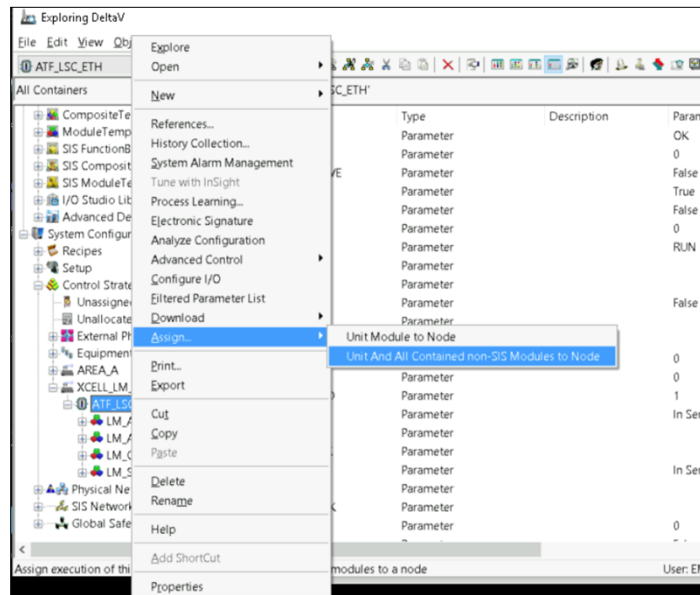 Exploring DeltaV
File Edit View Obj
ATF_LSC_ETH
All Containers
SC_ETH'
CompositeTe
ModuleTemp
SIS FunctionB
SIS Composit
SIS ModuleTe
I/O Studio Lib
Advanced De
System Configur
Recipes
Setup
Control Strate
Unassigne
Unallocate
External Ph
Equipment
AREA_A
XCELL_LM_
ATF_LSC
LM_A
LM_A
LM_C
LM_S
Physical Ne
SIS Network
Global Safe
Explore
Open
New
References...
History Collection...
System Alarm Management
Tune with InSight
Process Learning...
Electronic Signature
Analyze Configuration
Advanced Control
Configure I/O
Filtered Parameter List
Download
Assign...
Print...
Export
Cut
Copy
Paste
Delete
Rename
Help
Add ShortCut
Properties
Unit Module to Node
Unit And All Contained non-SIS Modules to Node
Type Description Param
Parameter OK
Parameter 0
VE Parameter False
Parameter True
Parameter False
Parameter 0
Parameter RUN
Parameter
Parameter
Parameter False
Parameter
0
Parameter 0
Parameter 1
Parameter In Ser
Parameter
Parameter
Parameter In Ser
Parameter
K Parameter
Parameter 0
Assign execution of thi modules to a node User: EM